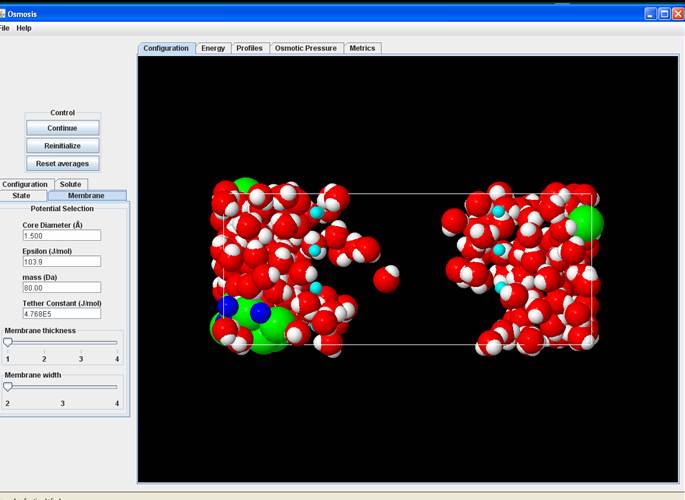 Osmosis
File Help
Configuration Energy Profiles Osmotic Pressure Metrics
Control
Continue
Reinitialize
Reset averages
Configuration Solute
State Membrane
Potential Selection
Core Diameter (Å)
1.500
Epsilon (J/mol)
103.9
mass (Da)
80.00
Tether Constant (J/mol)
4.768E5
Membrane thickness
1 2 3 4
Membrane width
2 3 4